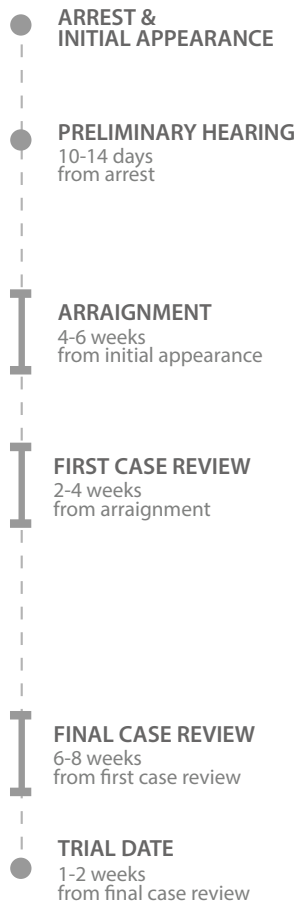 ARREST &
INITIAL APPEARANCE
PRELIMINARY HEARING
10-14 days
from arrest
ARRAIGNMENT
4-6 weeks
from initial appearance
FIRST CASE REVIEW
2-4 weeks
from arraignment
FINAL CASE REVIEW
6-8 weeks
from first case review
TRIAL DATE
1-2 weeks
from final case review